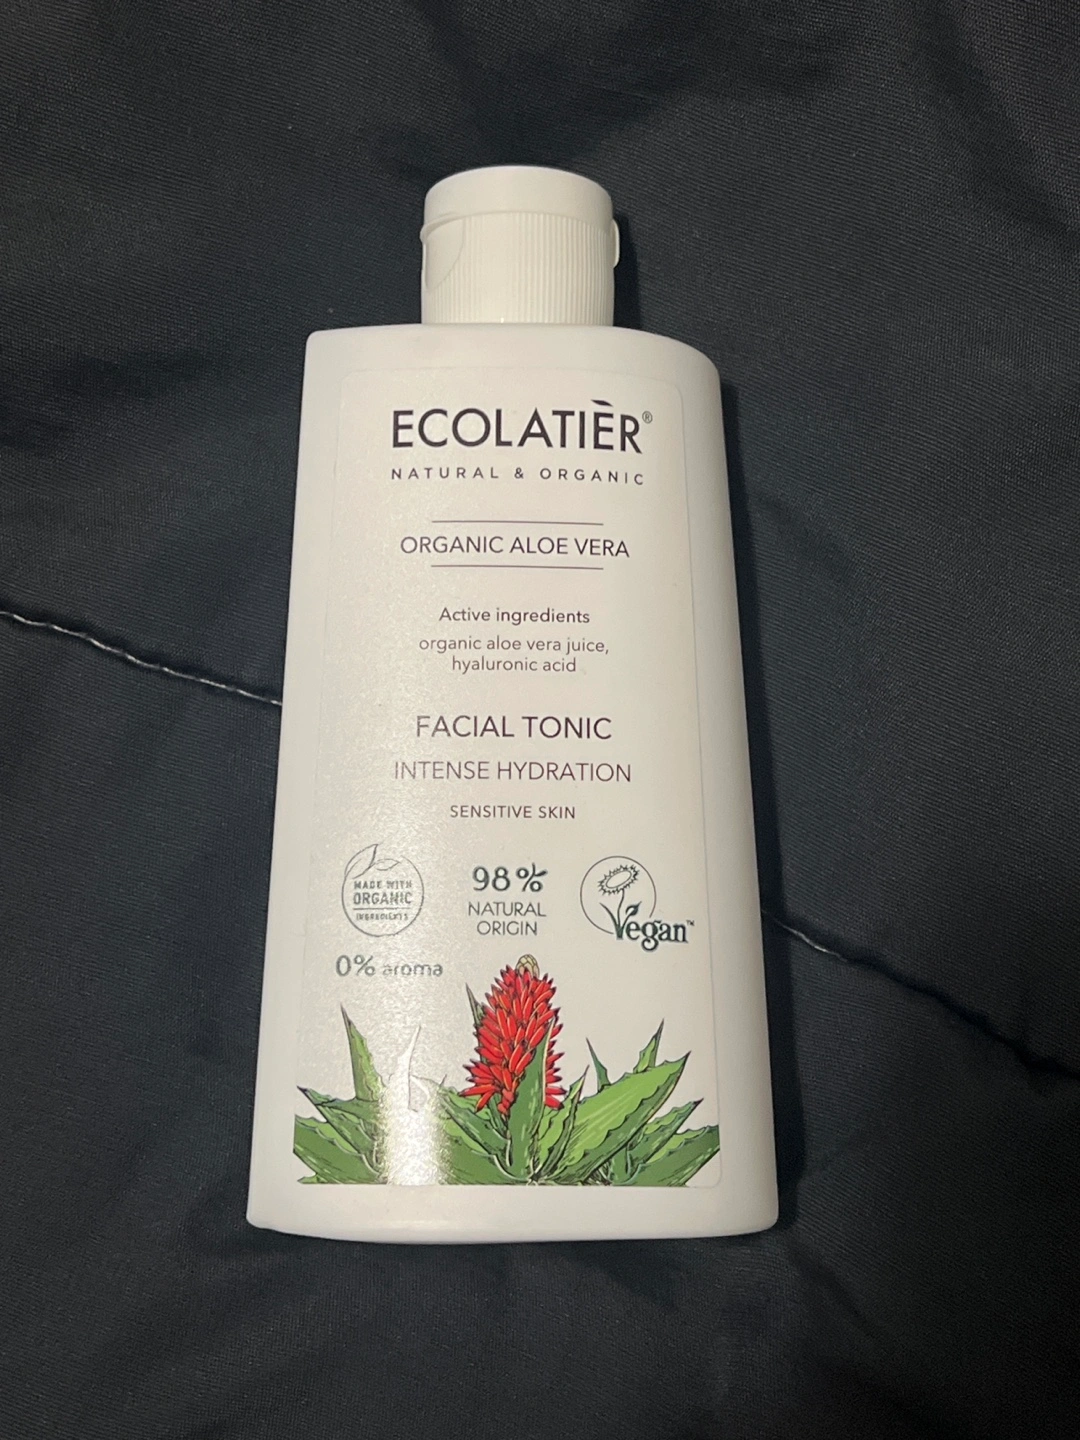 ECOLATIÈR®
NATURAL & ORGANIC
ORGANIC ALOE VERA
Active ingredients
organic aloe vera juice,
hyaluronic acid
FACIAL TONIC
INTENSE HYDRATION
SENSITIVE SKIN
MADE WITH
ORGANIC
INGREDIENTS
98%
NATURAL
ORIGIN
Vegan™
0% aroma